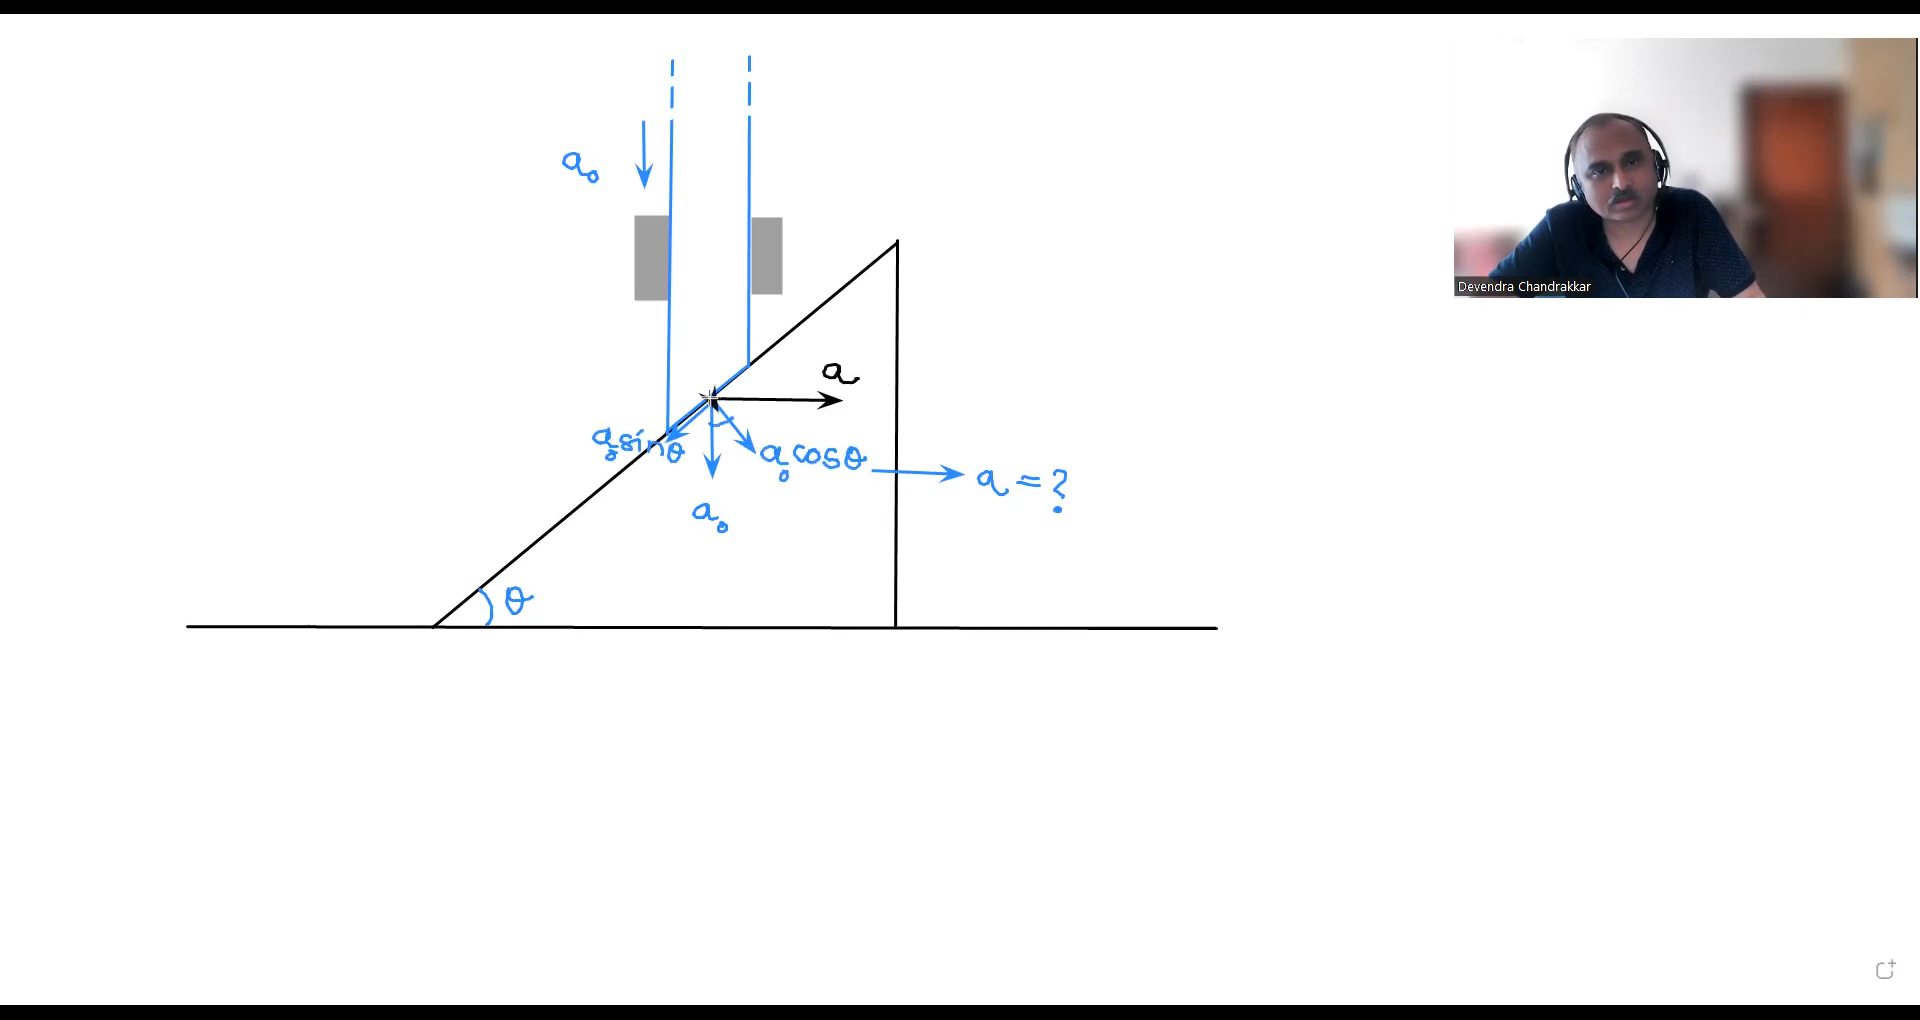 a₀
a
a₀sinθ
a₀cosθ
a = ?
a₀
θ
Devendra Chandrakkar